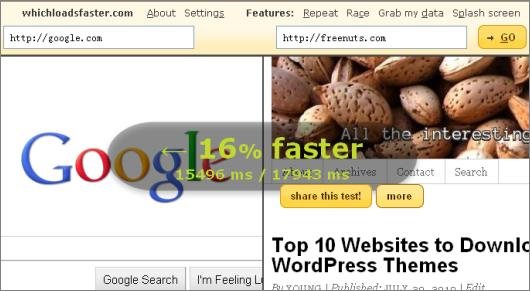 whichloadsfaster.com About Settings Features: Repeat Race Grab my data Splash screen
http://google.com http://freenuts.com → GO
All the interesting
Google
← 16% faster
15496 ms / 17943 ms
About Archives Contact Search
share this test! more
Top 10 Websites to Downlo
WordPress Themes
By YOUNG | Published: JULY 29, 2010 | Edit
Google Search I'm Feeling Lu